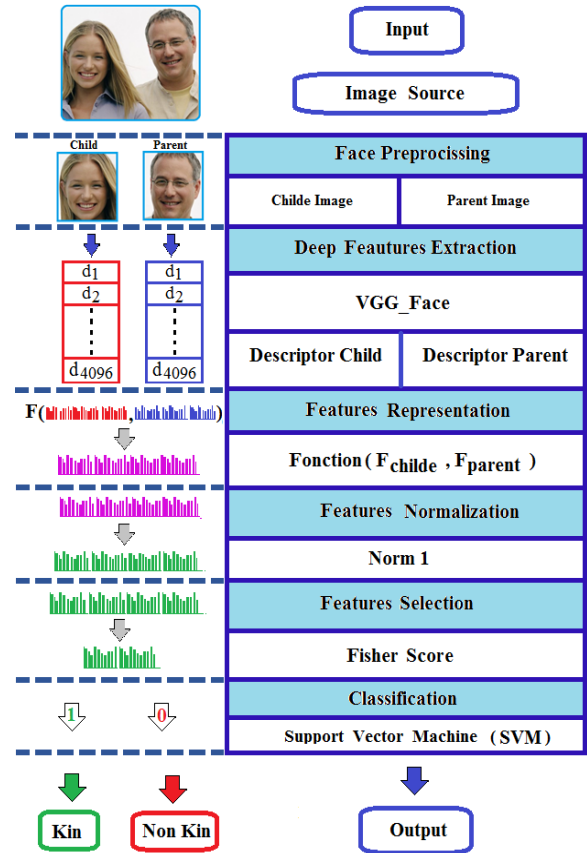 Input
Image Source
Child Parent
Face Preprocissing
Childe Image Parent Image
Deep Feautures Extraction
d1 d1
d2 d2
VGG_Face
d4096 d4096
Descriptor Child Descriptor Parent
F( , )
Features Representation
Fonction ( Fchilde , Fparent )
Features Normalization
Norm 1
Features Selection
Fisher Score
Classification
1 0
Support Vector Machine (SVM)
Kin Non Kin Output